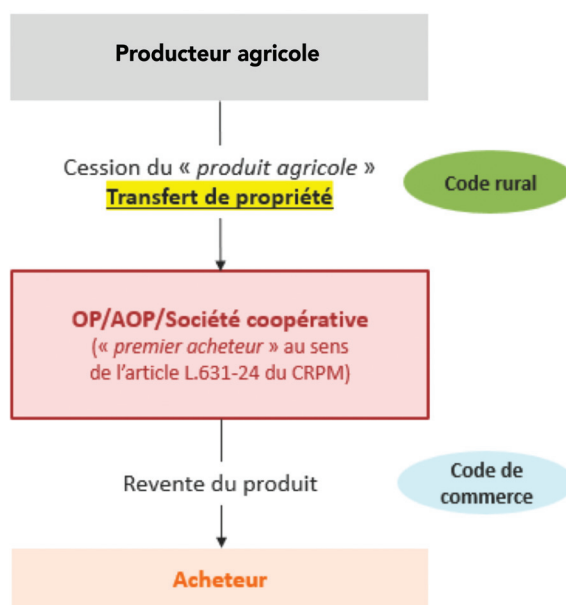 Producteur agricole
Cession du « produit agricole »
Transfert de propriété
Code rural
OP/AOP/Société coopérative
(« premier acheteur » au sens
de l'article L.631-24 du CRPM)
Revente du produit
Code de
commerce
Acheteur